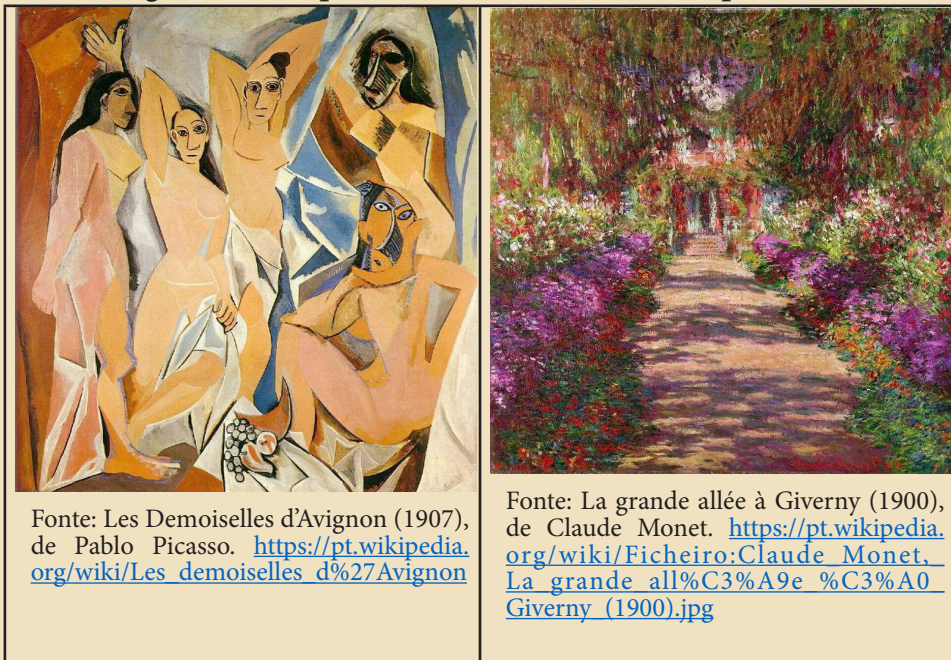 Fonte: Les Demoiselles d’Avignon (1907),
de Pablo Picasso. https://pt.wikipedia.
org/wiki/Les_demoiselles_d%27Avignon
Fonte: La grande allée à Giverny (1900),
de Claude Monet. https://pt.wikipedia.
org/wiki/Ficheiro:Claude_Monet,_
La_grande_all%C3%A9e_%C3%A0_
Giverny_(1900).jpg